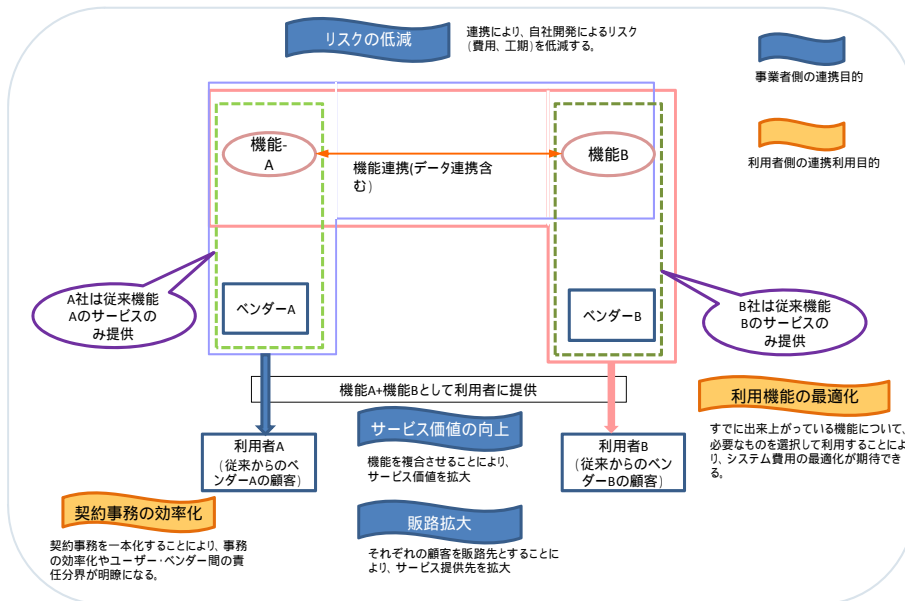 リスクの低減
連携により、自社開発によるリスク
(費用、工期)を低減する。
事業者側の連携目的
利用者側の連携利用目的
機能-
A
機能B
機能連携(データ連携含
む)
A社は従来機能
Aのサービスの
み提供
ベンダーA
ベンダーB
B社は従来機能
Bのサービスの
み提供
機能A+機能Bとして利用者に提供
利用機能の最適化
すでに出来上がっている機能について、
必要なものを選択して利用することによ
り、システム費用の最適化が期待でき
る。
利用者A
(従来からのベ
ンダーAの顧客)
サービス価値の向上
機能を複合させることにより、
サービス価値を拡大
利用者B
(従来からのベン
ダーBの顧客)
契約事務の効率化
契約事務を一本化することにより、事務
の効率化やユーザー・ベンダー間の責
任分界が明瞭になる。
販路拡大
それぞれの顧客を販路先とすることに
より、サービス提供先を拡大